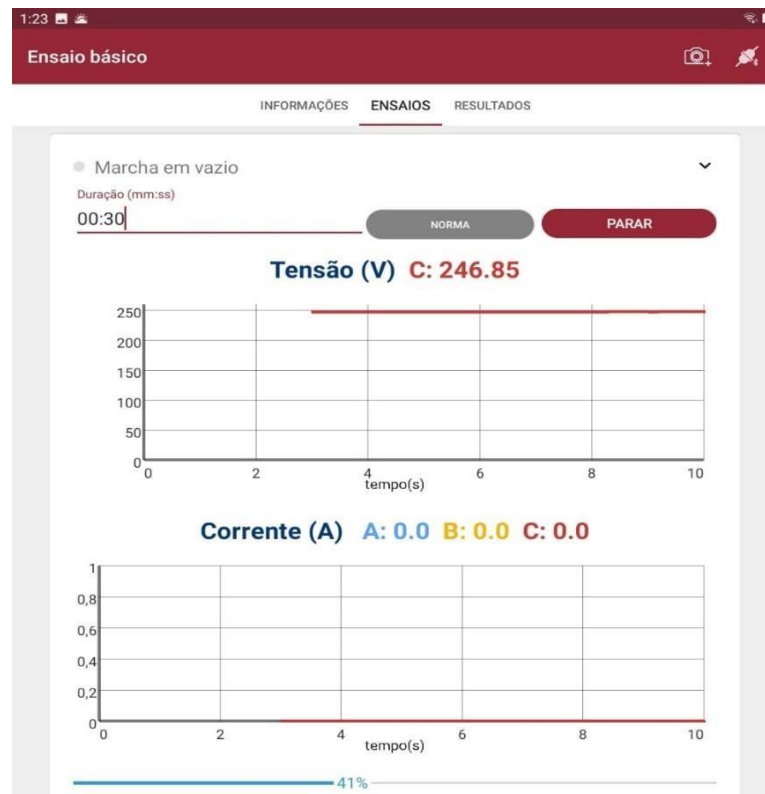 1:23
Ensaio básico
INFORMAÇÕES ENSAIOS RESULTADOS
Marcha em vazio
Duração (mm:ss)
00:30
NORMA
PARAR
Tensão (V) C: 246.85
250
200
150
100
50
0
0 2 4 6 8 10
tempo(s)
Corrente (A) A: 0.0 B: 0.0 C: 0.0
1
0,8
0,6
0,4
0,2
0
0 2 4 6 8 10
tempo(s)
41%